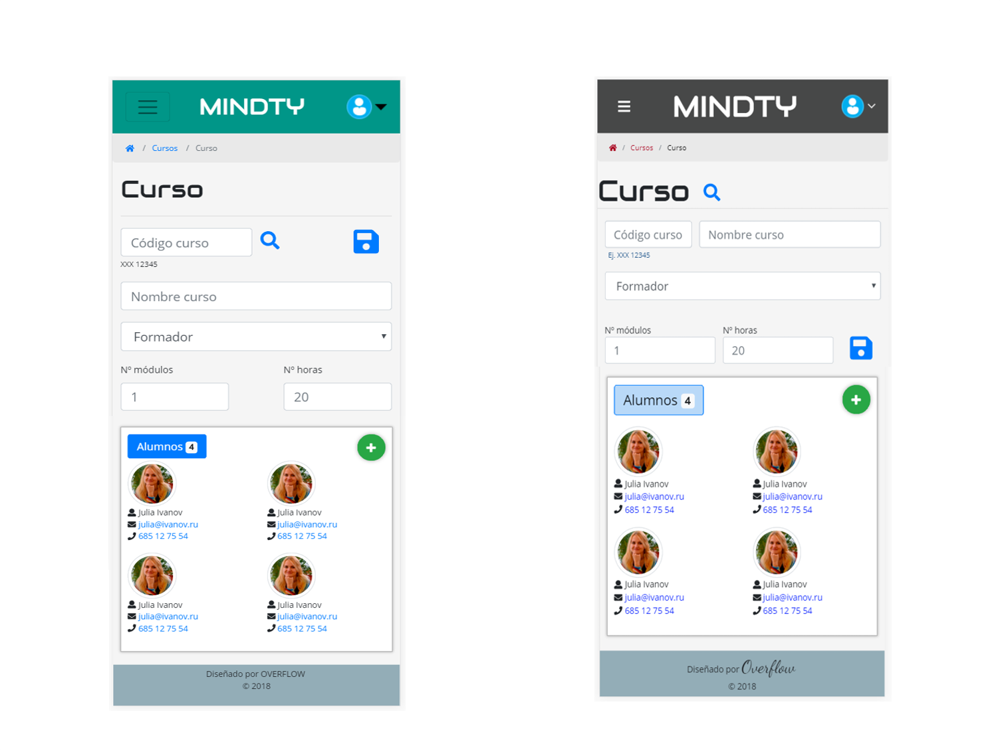 MINDTY
/ Cursos / Curso
Curso
Código curso
XXX 12345
Nombre curso
Formador
Nº módulos Nº horas
1 20
Alumnos 4
Julia Ivanov Julia Ivanov
julia@ivanov.ru julia@ivanov.ru
685 12 75 54 685 12 75 54
Julia Ivanov Julia Ivanov
julia@ivanov.ru julia@ivanov.ru
685 12 75 54 685 12 75 54
Diseñado por OVERFLOW
© 2018
MINDTY
/ Cursos / Curso
Curso
Código curso Nombre curso
Ej. XXX 12345
Formador
Nº módulos Nº horas
1 20
Alumnos 4
Julia Ivanov Julia Ivanov
julia@ivanov.ru julia@ivanov.ru
685 12 75 54 685 12 75 54
Julia Ivanov Julia Ivanov
julia@ivanov.ru julia@ivanov.ru
685 12 75 54 685 12 75 54
Diseñado por Overflow
© 2018